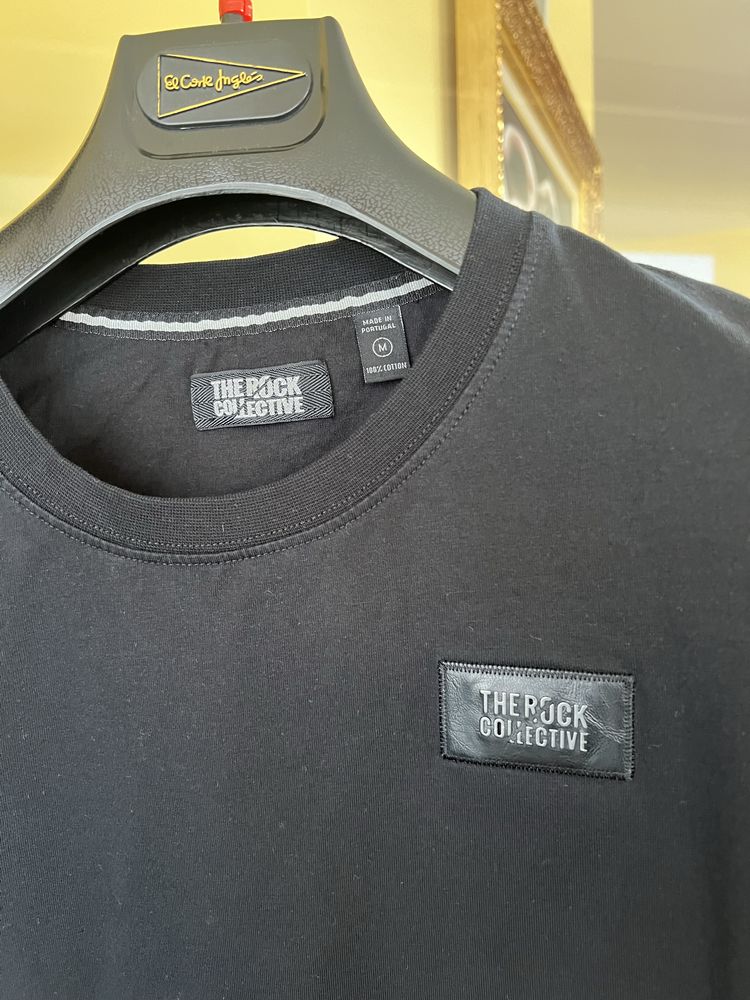 El Corte Inglés
MADE IN
PORTUGAL
M
100% COTTON
THE ROCK
COLLECTIVE
THE ROCK
COLLECTIVE